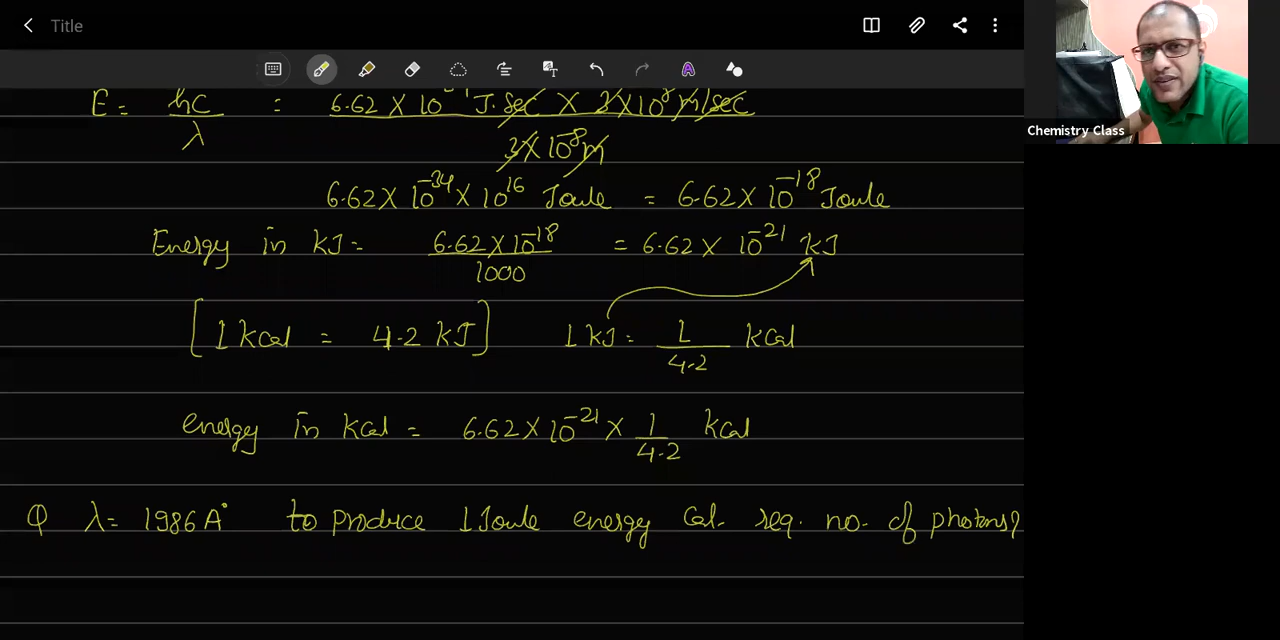 Title
Chemistry Class
E = hc/λ : 6.62 X 10 J.sec X 3X10⁸ m/sec / 3X10⁻⁸m
6.62 X 10⁻³⁴ X 10¹⁶ Joule = 6.62 X 10⁻¹⁸ Joule
Energy in kJ = 6.62 X 10⁻¹⁸ / 1000 = 6.62 X 10⁻²¹ kJ
[1 kcal = 4.2 kJ] 1 kJ = 1/4.2 kcal
energy in kcal = 6.62 X 10⁻²¹ X 1/4.2 kcal
Q λ = 1986 A° to produce 1 Joule energy cal. req. no. of photons?